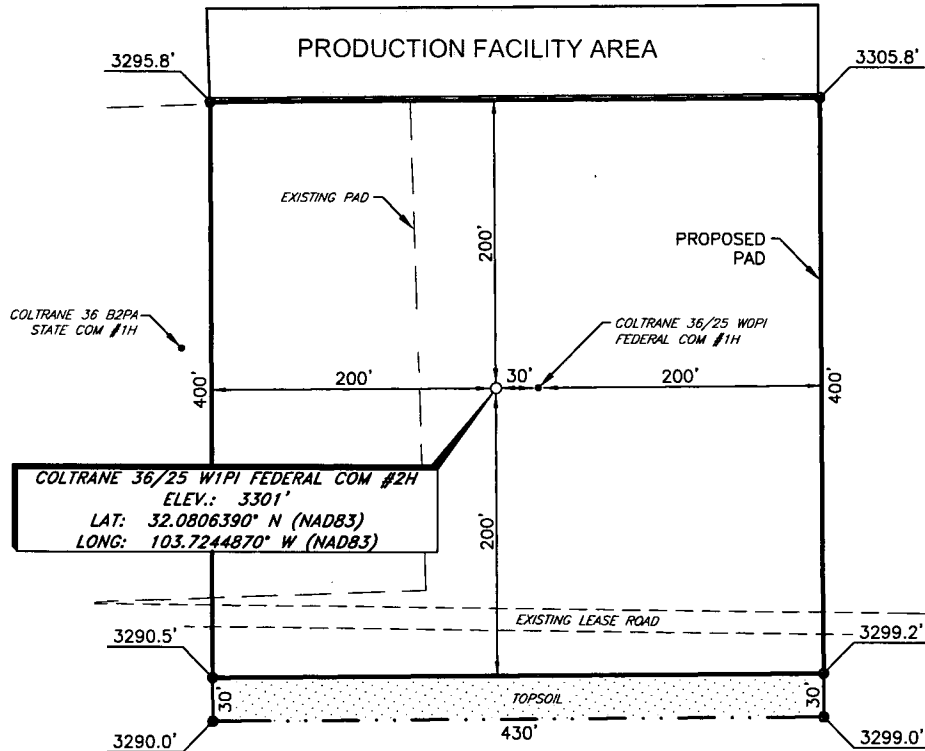 PRODUCTION FACILITY AREA
3295.8'
3305.8'
EXISTING PAD
200'
PROPOSED
PAD
COLTRANE 36 B2PA
STATE COM #1H
COLTRANE 36/25 W0PI
FEDERAL COM #1H
400'
200'
30'
200'
400'
COLTRANE 36/25 W1PI FEDERAL COM #2H
ELEV.: 3301'
LAT: 32.0806390° N (NAD83)
LONG: 103.7244870° W (NAD83)
200'
EXISTING LEASE ROAD
3290.5'
3299.2'
30'
TOPSOIL
30'
430'
3290.0'
3299.0'